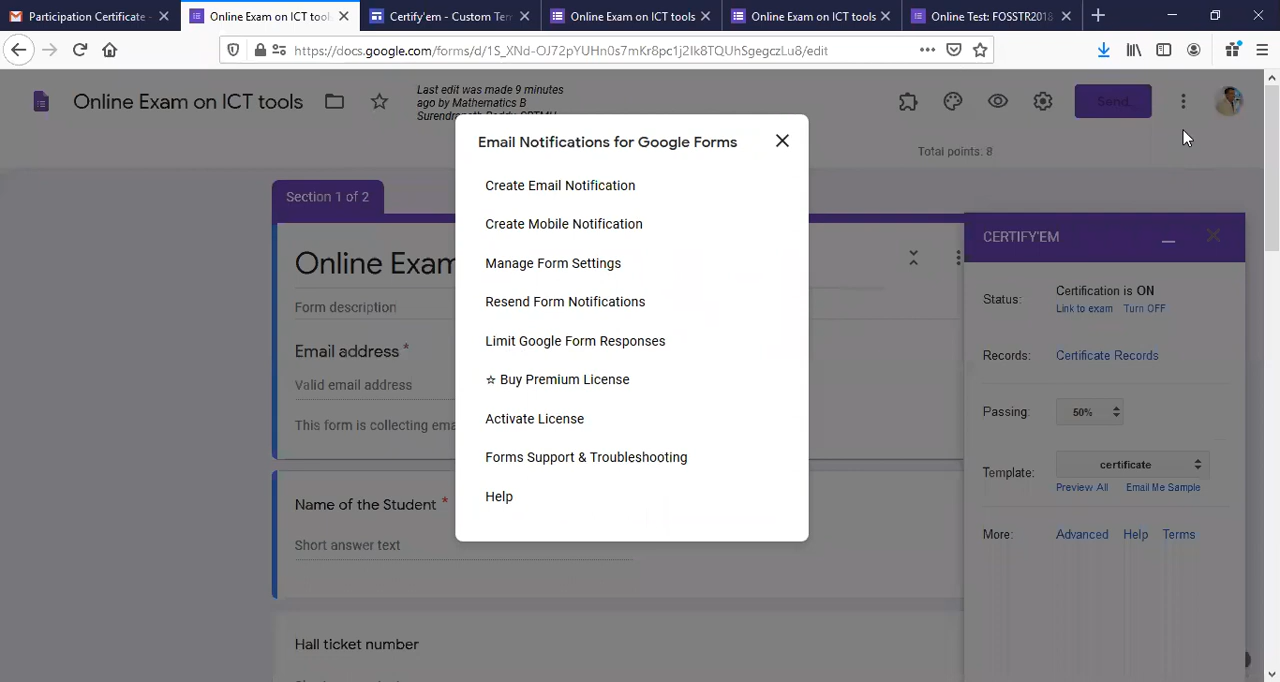 Participation Certificate -
Online Exam on ICT tools
Certify'em - Custom Tem
Online Exam on ICT tools
Online Exam on ICT tools
Online Test: FOSSTR2018
https://docs.google.com/forms/d/1S_XNd-OJ72pYUHn0s7mKr8pc1j2Ik8TQUhSgegczLu8/edit
Online Exam on ICT tools
Last edit was made 9 minutes
ago by Mathematics B
Send
Total points: 8
Email Notifications for Google Forms
Create Email Notification
Create Mobile Notification
Manage Form Settings
Resend Form Notifications
Limit Google Form Responses
☆ Buy Premium License
Activate License
Forms Support & Troubleshooting
Help
Section 1 of 2
Online Exam
Form description
Email address *
Valid email address
This form is collecting ema
Name of the Student *
Short answer text
Hall ticket number
CERTIFY'EM
Status:
Certification is ON
Link to exam Turn OFF
Records:
Certificate Records
Passing:
50%
Template:
certificate
Preview All Email Me Sample
More:
Advanced Help Terms